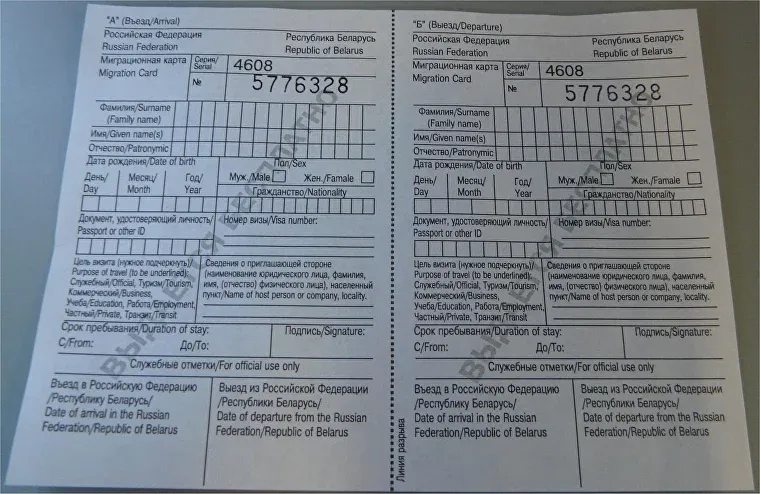 "А" (Въезд/Arrival)
Российская Федерация Республика Беларусь
Russian Federation Republic of Belarus
Миграционная карта Серия/ 4608
Migration Card Serial
№ 5776328
Фамилия/Surname
(Family name)
Имя/Given name(s)
Отчество/Patronymic
Дата рождения/Date of birth Пол/Sex
День/ Месяц/ Год/ Муж./Male Жен./Famale
Day Month Year Гражданство/Nationality
Документ, удостоверяющий личность/ Номер визы/Visa number:
Passport or other ID
Цель визита (нужное подчеркнуть)/ Сведения о приглашающей стороне
Purpose of travel (to be underlined): (наименование юридического лица, фамилия,
Служебный/Official, Туризм/Tourism, имя, (отчество) физического лица), населенный
Коммерческий/Business, пункт/Name of host person or company, locality.
Учеба/Education, Работа/Employment,
Частный/Private, Транзит/Transit
Срок пребывания/Duration of stay: Подпись/Signature:
С/From: До/To:
Служебные отметки/For official use only
Въезд в Российскую Федерацию Выезд из Российской Федерации
/Республику Беларусь/ /Республики Беларусь/
Date of arrival in the Russian Date of departure from the Russian
Federation/Republic of Belarus Federation/Republic of Belarus
Линия разрыва
"Б" (Выезд/Departure)
Российская Федерация Республика Беларусь
Russian Federation Republic of Belarus
Миграционная карта Серия/ 4608
Migration Card Serial
№ 5776328
Фамилия/Surname
(Family name)
Имя/Given name(s)
Отчество/Patronymic
Дата рождения/Date of birth Пол/Sex
День/ Месяц/ Год/ Муж./Male Жен./Famale
Day Month Year Гражданство/Nationality
Документ, удостоверяющий личность/ Номер визы/Visa number:
Passport or other ID
Цель визита (нужное подчеркнуть)/ Сведения о приглашающей стороне
Purpose of travel (to be underlined): (наименование юридического лица, фамилия,
Служебный/Official, Туризм/Tourism, имя, (отчество) физического лица), населенный
Коммерческий/Business, пункт/Name of host person or company, locality.
Учеба/Education, Работа/Employment,
Частный/Private, Транзит/Transit
Срок пребывания/Duration of stay: Подпись/Signature:
С/From: До/To:
Служебные отметки/For official use only
Въезд в Российскую Федерацию Выезд из Российской Федерации
/Республику Беларусь/ /Республики Беларусь/
Date of arrival in the Russian Date of departure from the Russian
Federation/Republic of Belarus Federation/Republic of Belarus